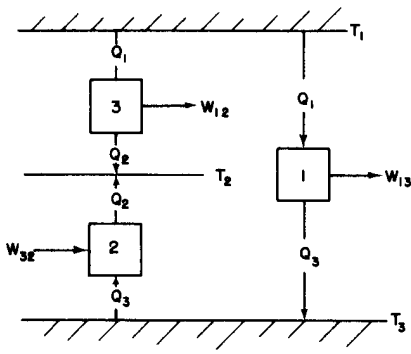 T₁
Q₁
3
W₁₂
Q₁
Q₂
T₂
1
W₁₃
Q₂
W₃₂
2
Q₃
Q₃
T₃